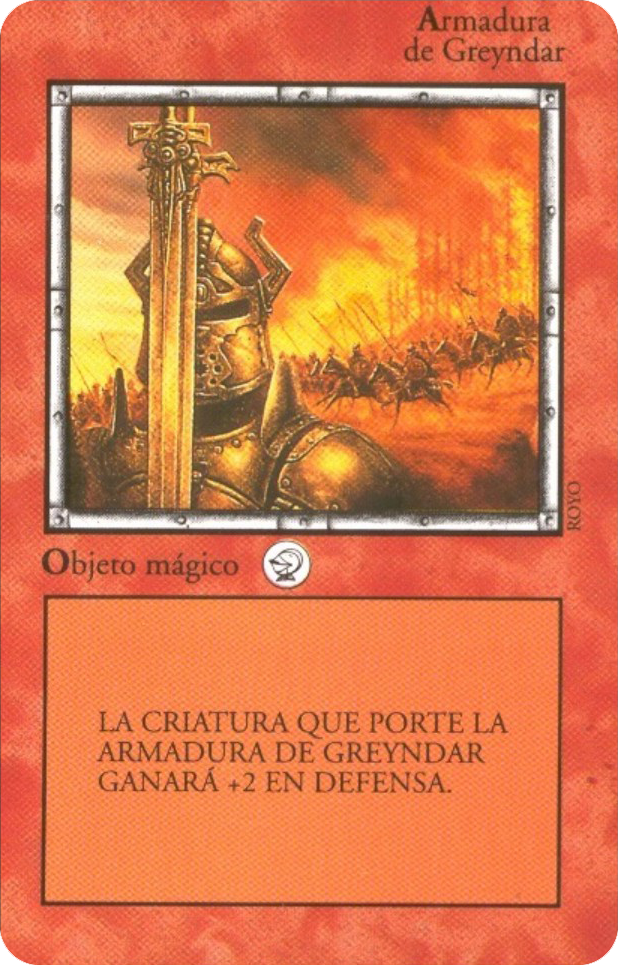 Armadura
de Greyndar
ROYO
Objeto mágico
LA CRIATURA QUE PORTE LA
ARMADURA DE GREYNDAR
GANARÁ +2 EN DEFENSA.